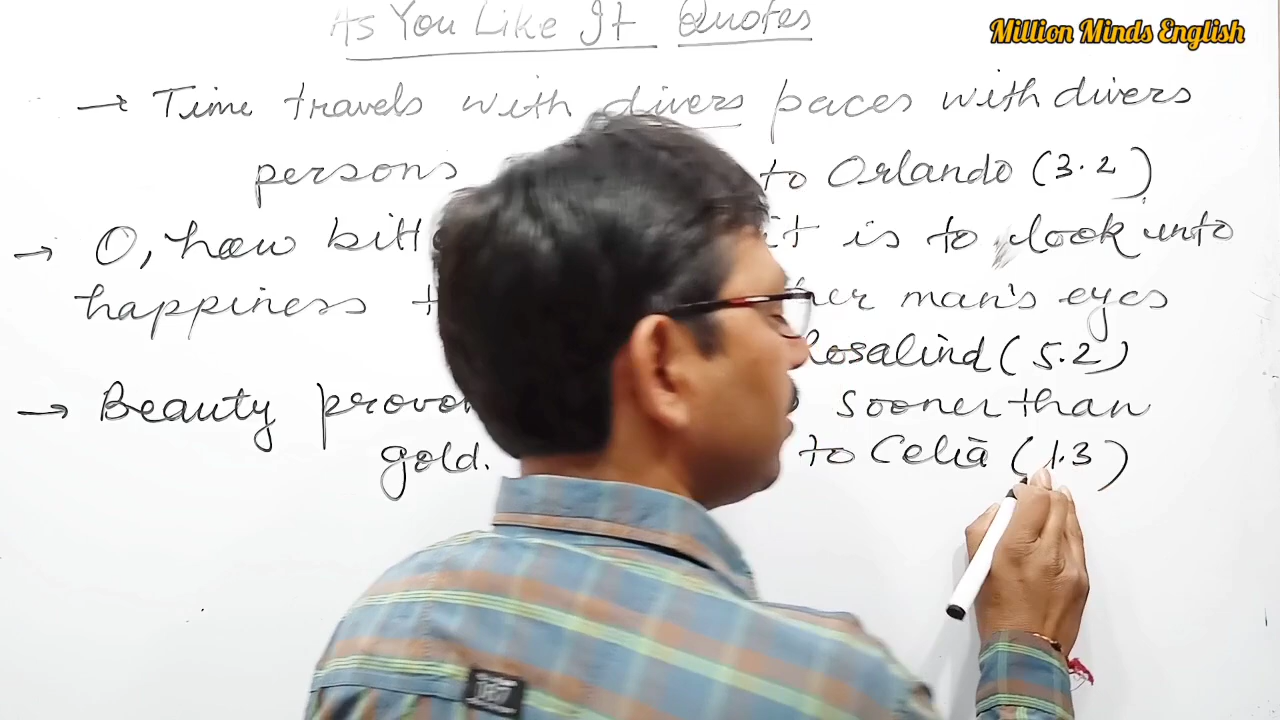 As You Like It Quotes
Million Minds English
→ Time travels with divers paces with divers
persons to Orlando (3.2)
→ O, how it is to look into
happiness man's eyes
Rosalind (5.2)
→ Beauty sooner than
gold. to Celia (1.3)